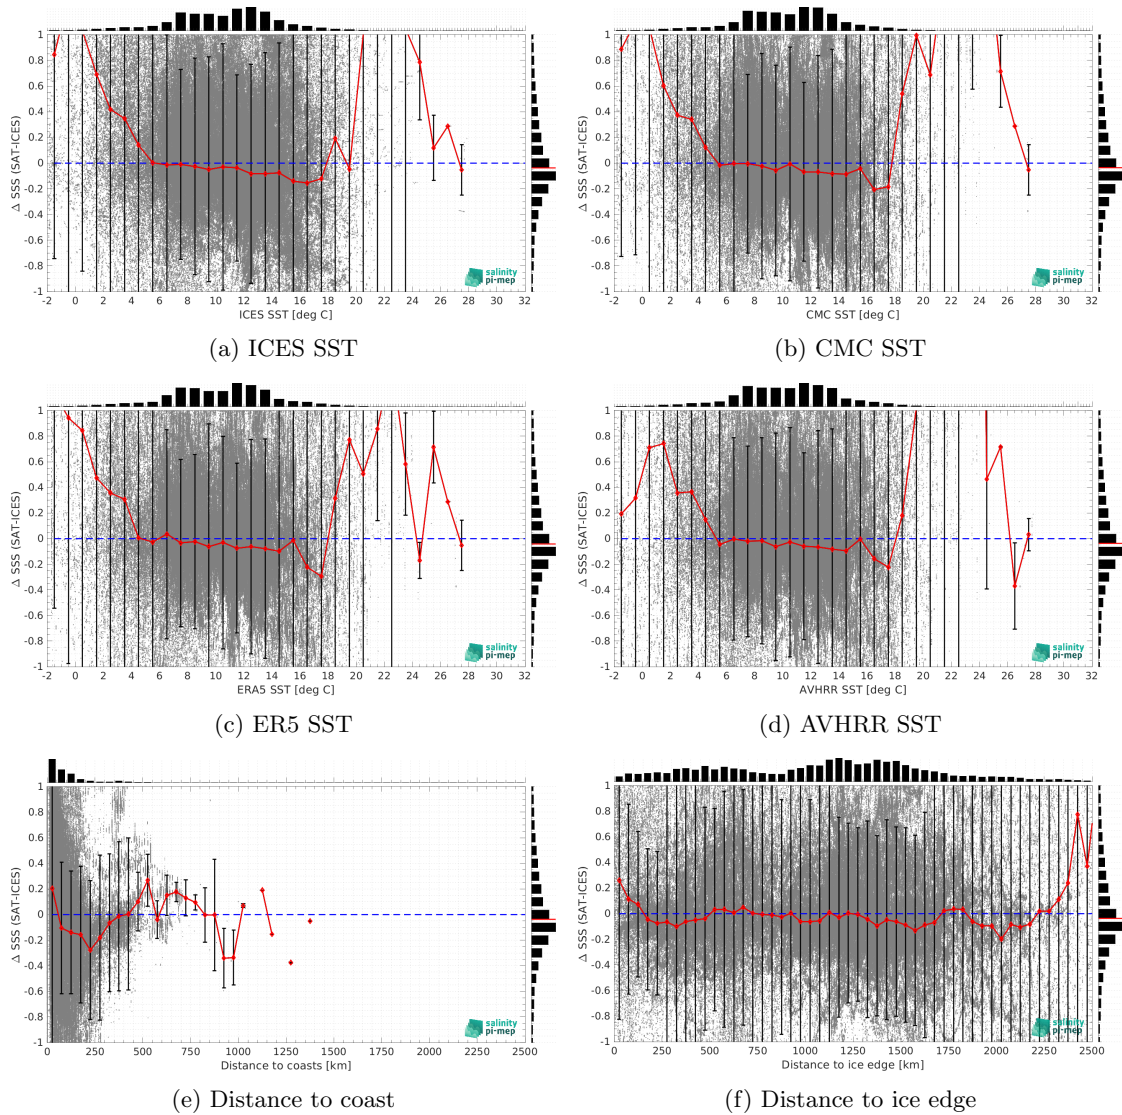 1
0.8
0.6
0.4
0.2
0
-0.2
-0.4
-0.6
-0.8
-1
Δ SSS (SAT-ICES)
-2 0 2 4 6 8 10 12 14 16 18 20 22 24 26 28 30 32
ICES SST [deg C]
salinity
pi-mep
(a) ICES SST
1
0.8
0.6
0.4
0.2
0
-0.2
-0.4
-0.6
-0.8
-1
Δ SSS (SAT-ICES)
-2 0 2 4 6 8 10 12 14 16 18 20 22 24 26 28 30 32
CMC SST [deg C]
salinity
pi-mep
(b) CMC SST
1
0.8
0.6
0.4
0.2
0
-0.2
-0.4
-0.6
-0.8
-1
Δ SSS (SAT-ICES)
-2 0 2 4 6 8 10 12 14 16 18 20 22 24 26 28 30 32
ERA5 SST [deg C]
salinity
pi-mep
(c) ER5 SST
1
0.8
0.6
0.4
0.2
0
-0.2
-0.4
-0.6
-0.8
-1
Δ SSS (SAT-ICES)
-2 0 2 4 6 8 10 12 14 16 18 20 22 24 26 28 30 32
AVHRR SST [deg C]
salinity
pi-mep
(d) AVHRR SST
1
0.8
0.6
0.4
0.2
0
-0.2
-0.4
-0.6
-0.8
-1
Δ SSS (SAT-ICES)
0 250 500 750 1000 1250 1500 1750 2000 2250 2500
Distance to coasts [km]
salinity
pi-mep
(e) Distance to coast
1
0.8
0.6
0.4
0.2
0
-0.2
-0.4
-0.6
-0.8
-1
Δ SSS (SAT-ICES)
0 250 500 750 1000 1250 1500 1750 2000 2250 2500
Distance to ice edge [km]
salinity
pi-mep
(f) Distance to ice edge